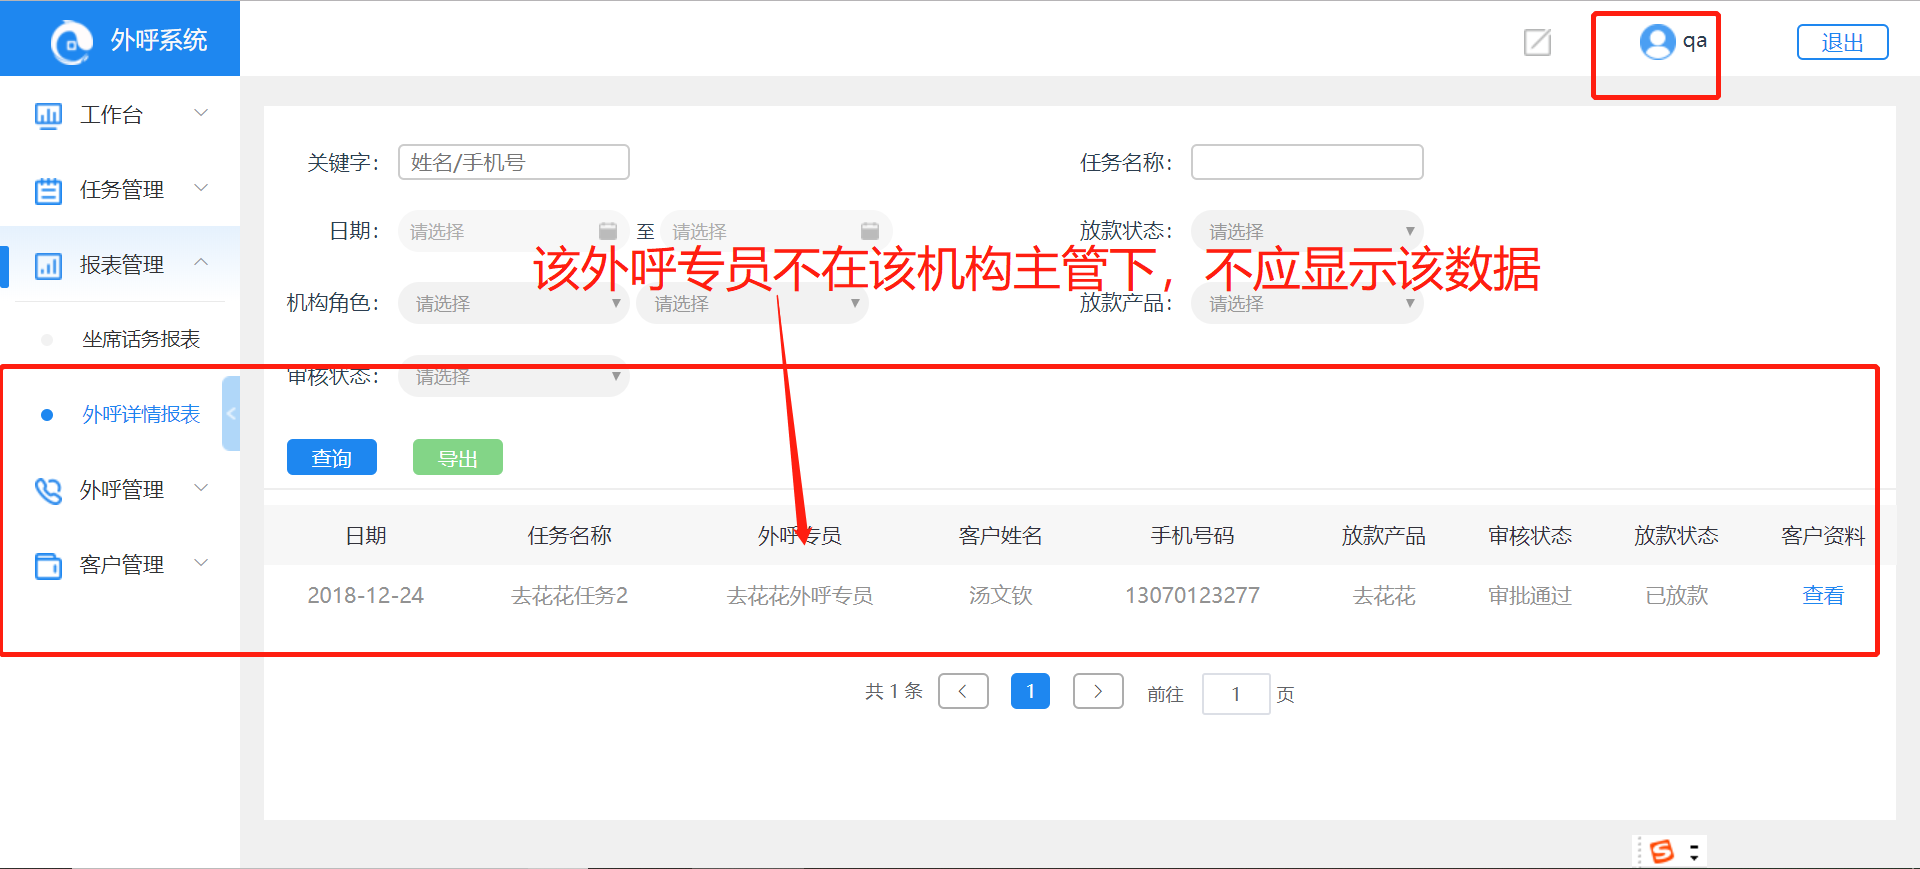 外呼系统
qa
退出
工作台
任务管理
报表管理
坐席话务报表
外呼详情报表
外呼管理
客户管理
关键字： 姓名/手机号
任务名称：
日期： 请选择 至 请选择
放款状态： 请选择
该外呼专员不在该机构主管下，不应显示该数据
机构角色： 请选择 请选择
放款产品： 请选择
审核状态： 请选择
查询 导出
日期 任务名称 外呼专员 客户姓名 手机号码 放款产品 审核状态 放款状态 客户资料
2018-12-24 去花花任务2 去花花外呼专员 汤文钦 13070123277 去花花 审批通过 已放款 查看
共 1 条 < 1 > 前往 1 页